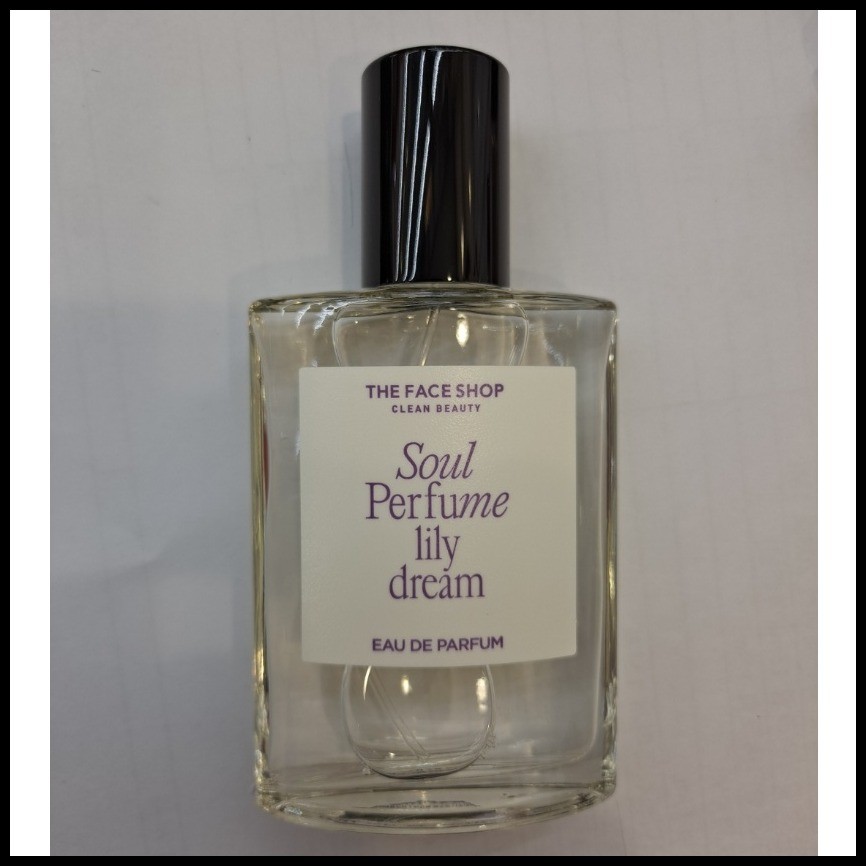 THE FACE SHOP
CLEAN BEAUTY
Soul
Perfume
lily
dream
EAU DE PARFUM